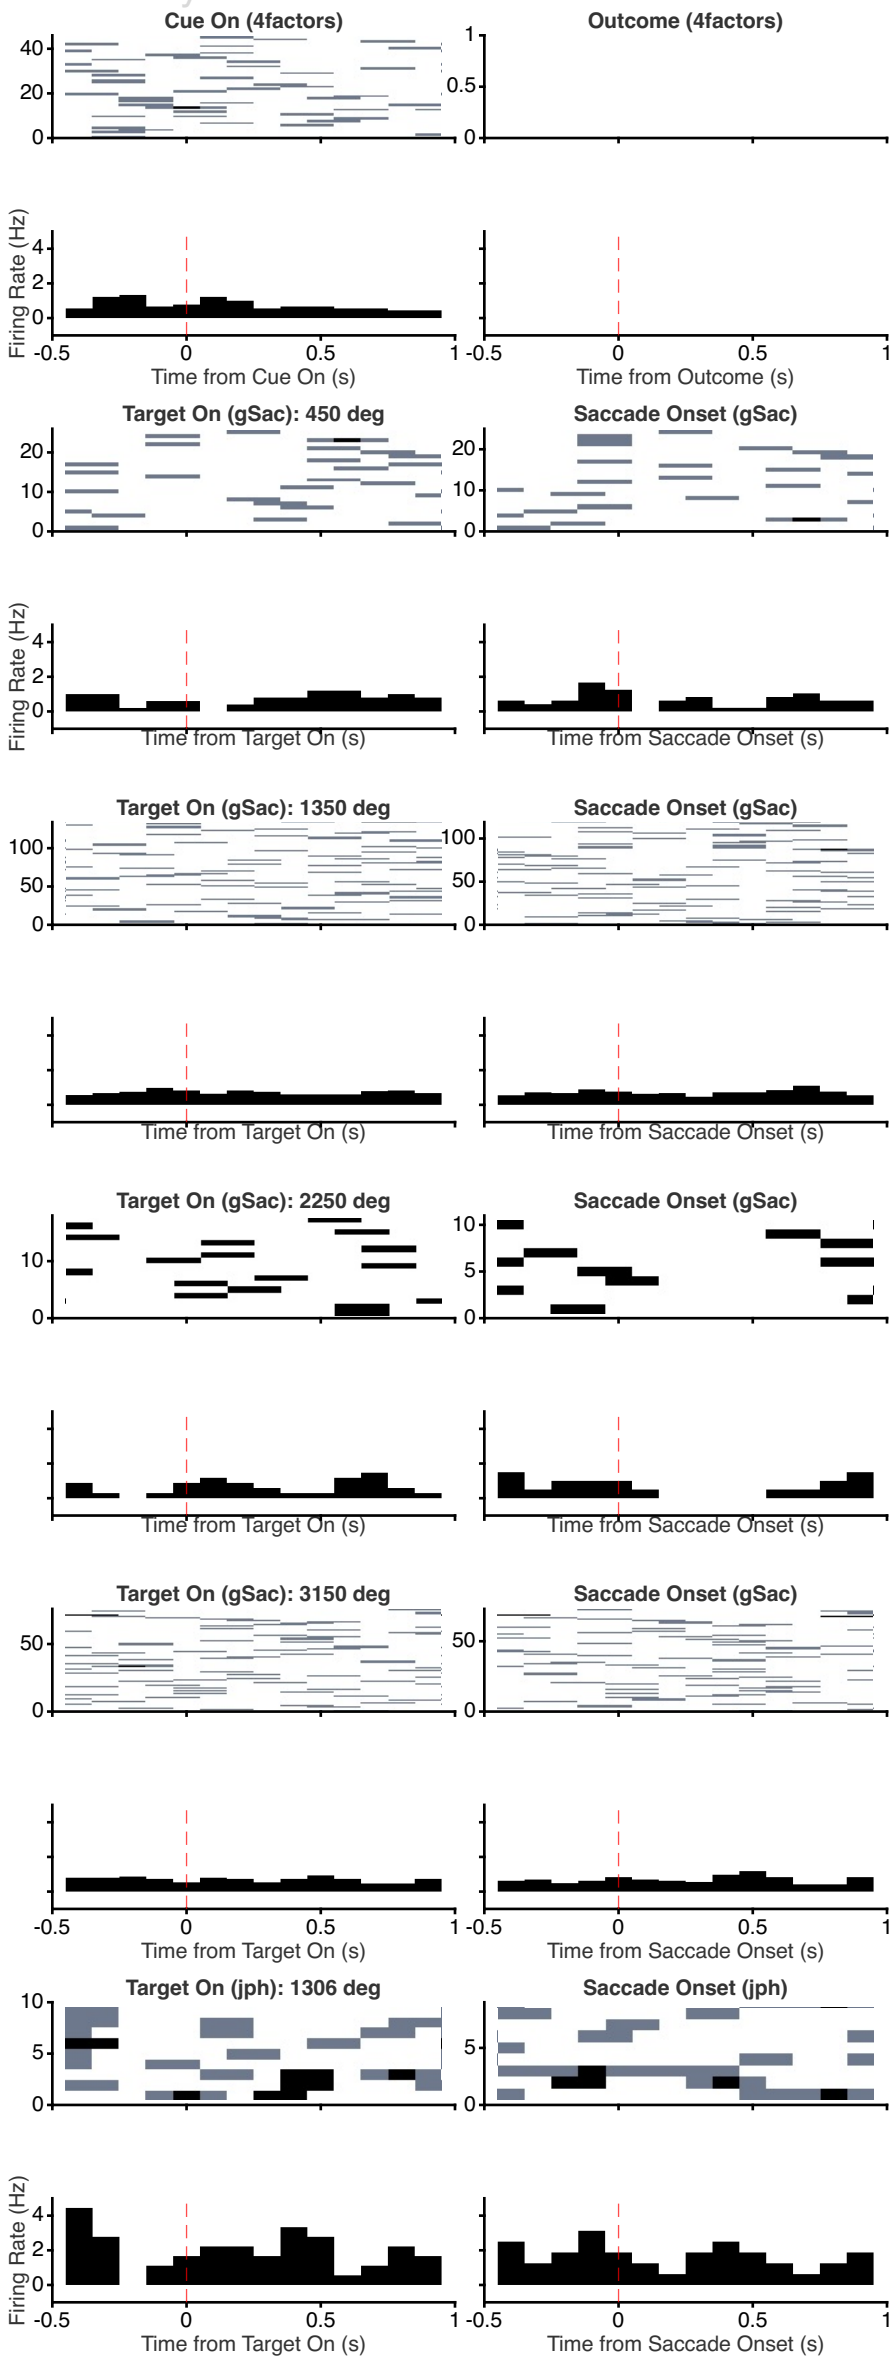 Cue On (4factors)
Outcome (4factors)
40
20
0
1
0.5
0
Firing Rate (Hz)
4
2
0
-0.5 0 0.5 1
-0.5 0 0.5 1
Time from Cue On (s)
Time from Outcome (s)
Target On (gSac): 450 deg
Saccade Onset (gSac)
20
10
0
20
10
0
Firing Rate (Hz)
4
2
0
Time from Target On (s)
Time from Saccade Onset (s)
Target On (gSac): 1350 deg
Saccade Onset (gSac)
100
50
0
100
50
0
Time from Target On (s)
Time from Saccade Onset (s)
Target On (gSac): 2250 deg
Saccade Onset (gSac)
10
0
10
5
0
Time from Target On (s)
Time from Saccade Onset (s)
Target On (gSac): 3150 deg
Saccade Onset (gSac)
50
0
50
0
-0.5 0 0.5 1
-0.5 0 0.5 1
Time from Target On (s)
Time from Saccade Onset (s)
Target On (jph): 1306 deg
Saccade Onset (jph)
10
5
0
5
0
Firing Rate (Hz)
4
2
0
-0.5 0 0.5 1
-0.5 0 0.5 1
Time from Target On (s)
Time from Saccade Onset (s)